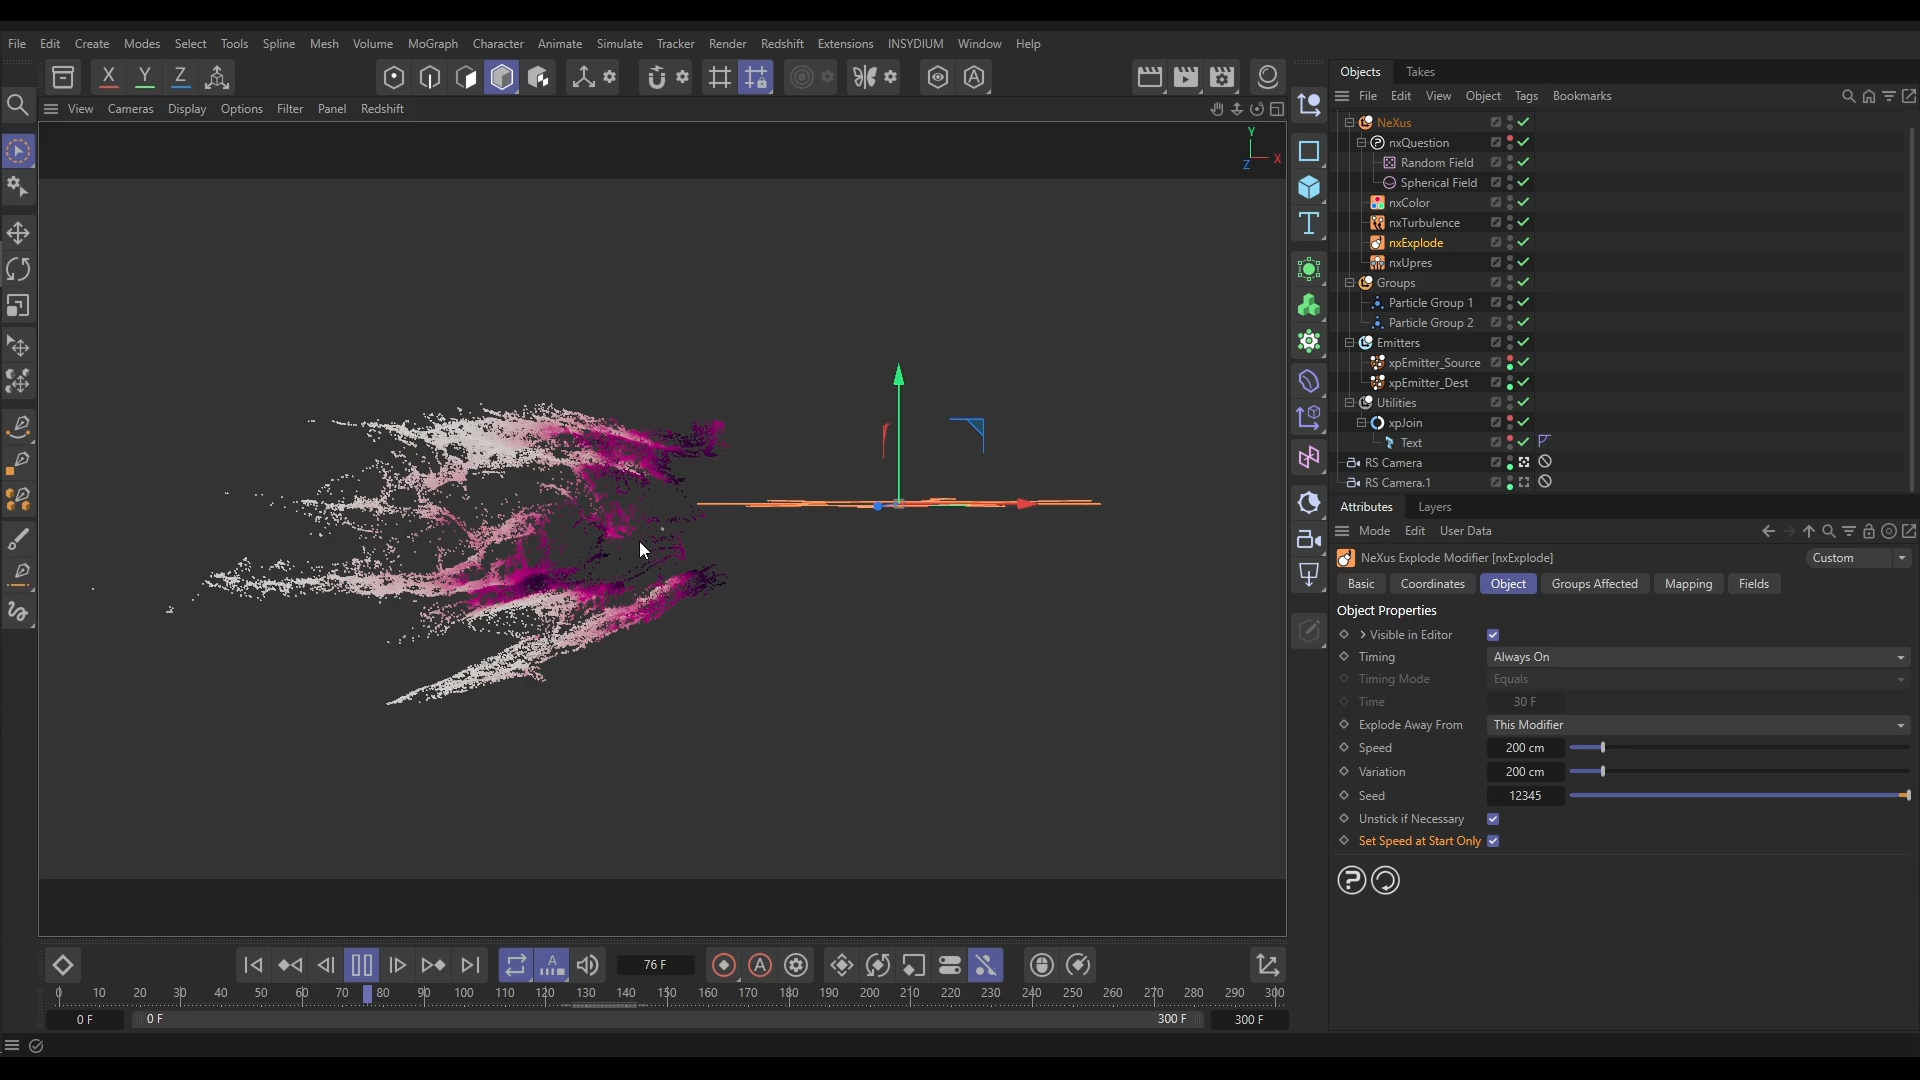 File Edit Create Modes Select Tools Spline Mesh Volume MoGraph Character Animate Simulate Tracker Render Redshift Extensions INSYDIUM Window Help
X Y Z
View Cameras Display Options Filter Panel Redshift
Y
X
Z
Objects Takes
File Edit View Object Tags Bookmarks
NeXus
nxQuestion
Random Field
Spherical Field
nxColor
nxTurbulence
nxExplode
nxUpres
Groups
Particle Group 1
Particle Group 2
Emitters
xpEmitter_Source
xpEmitter_Dest
Utilities
xpJoin
Text
RS Camera
RS Camera.1
Attributes Layers
Mode Edit User Data
NeXus Explode Modifier [nxExplode] Custom
Basic Coordinates Object Groups Affected Mapping Fields
Object Properties
Visible in Editor
Timing Always On
Timing Mode Equals
Time 30 F
Explode Away From This Modifier
Speed 200 cm
Variation 200 cm
Seed 12345
Unstick if Necessary
Set Speed at Start Only
76 F
0 10 20 30 40 50 60 70 80 90 100 110 120 130 140 150 160 170 180 190 200 210 220 230 240 250 260 270 280 290 300
0 F 0 F 300 F 300 F